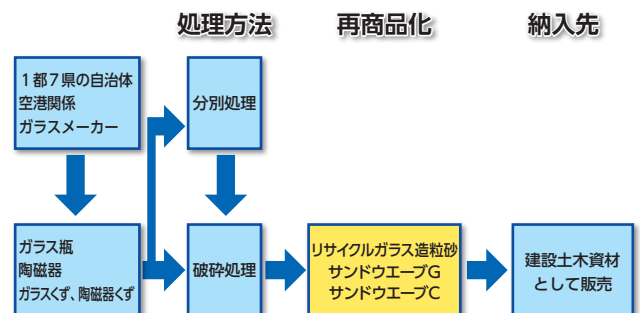 処理方法
再商品化
納入先
１都７県の自治体
空港関係
ガラスメーカー
分別処理
ガラス瓶
陶磁器
ガラスくず、陶磁器くず
破砕処理
リサイクルガラス造粒砂
サンドウエーブG
サンドウエーブC
建設土木資材
として販売